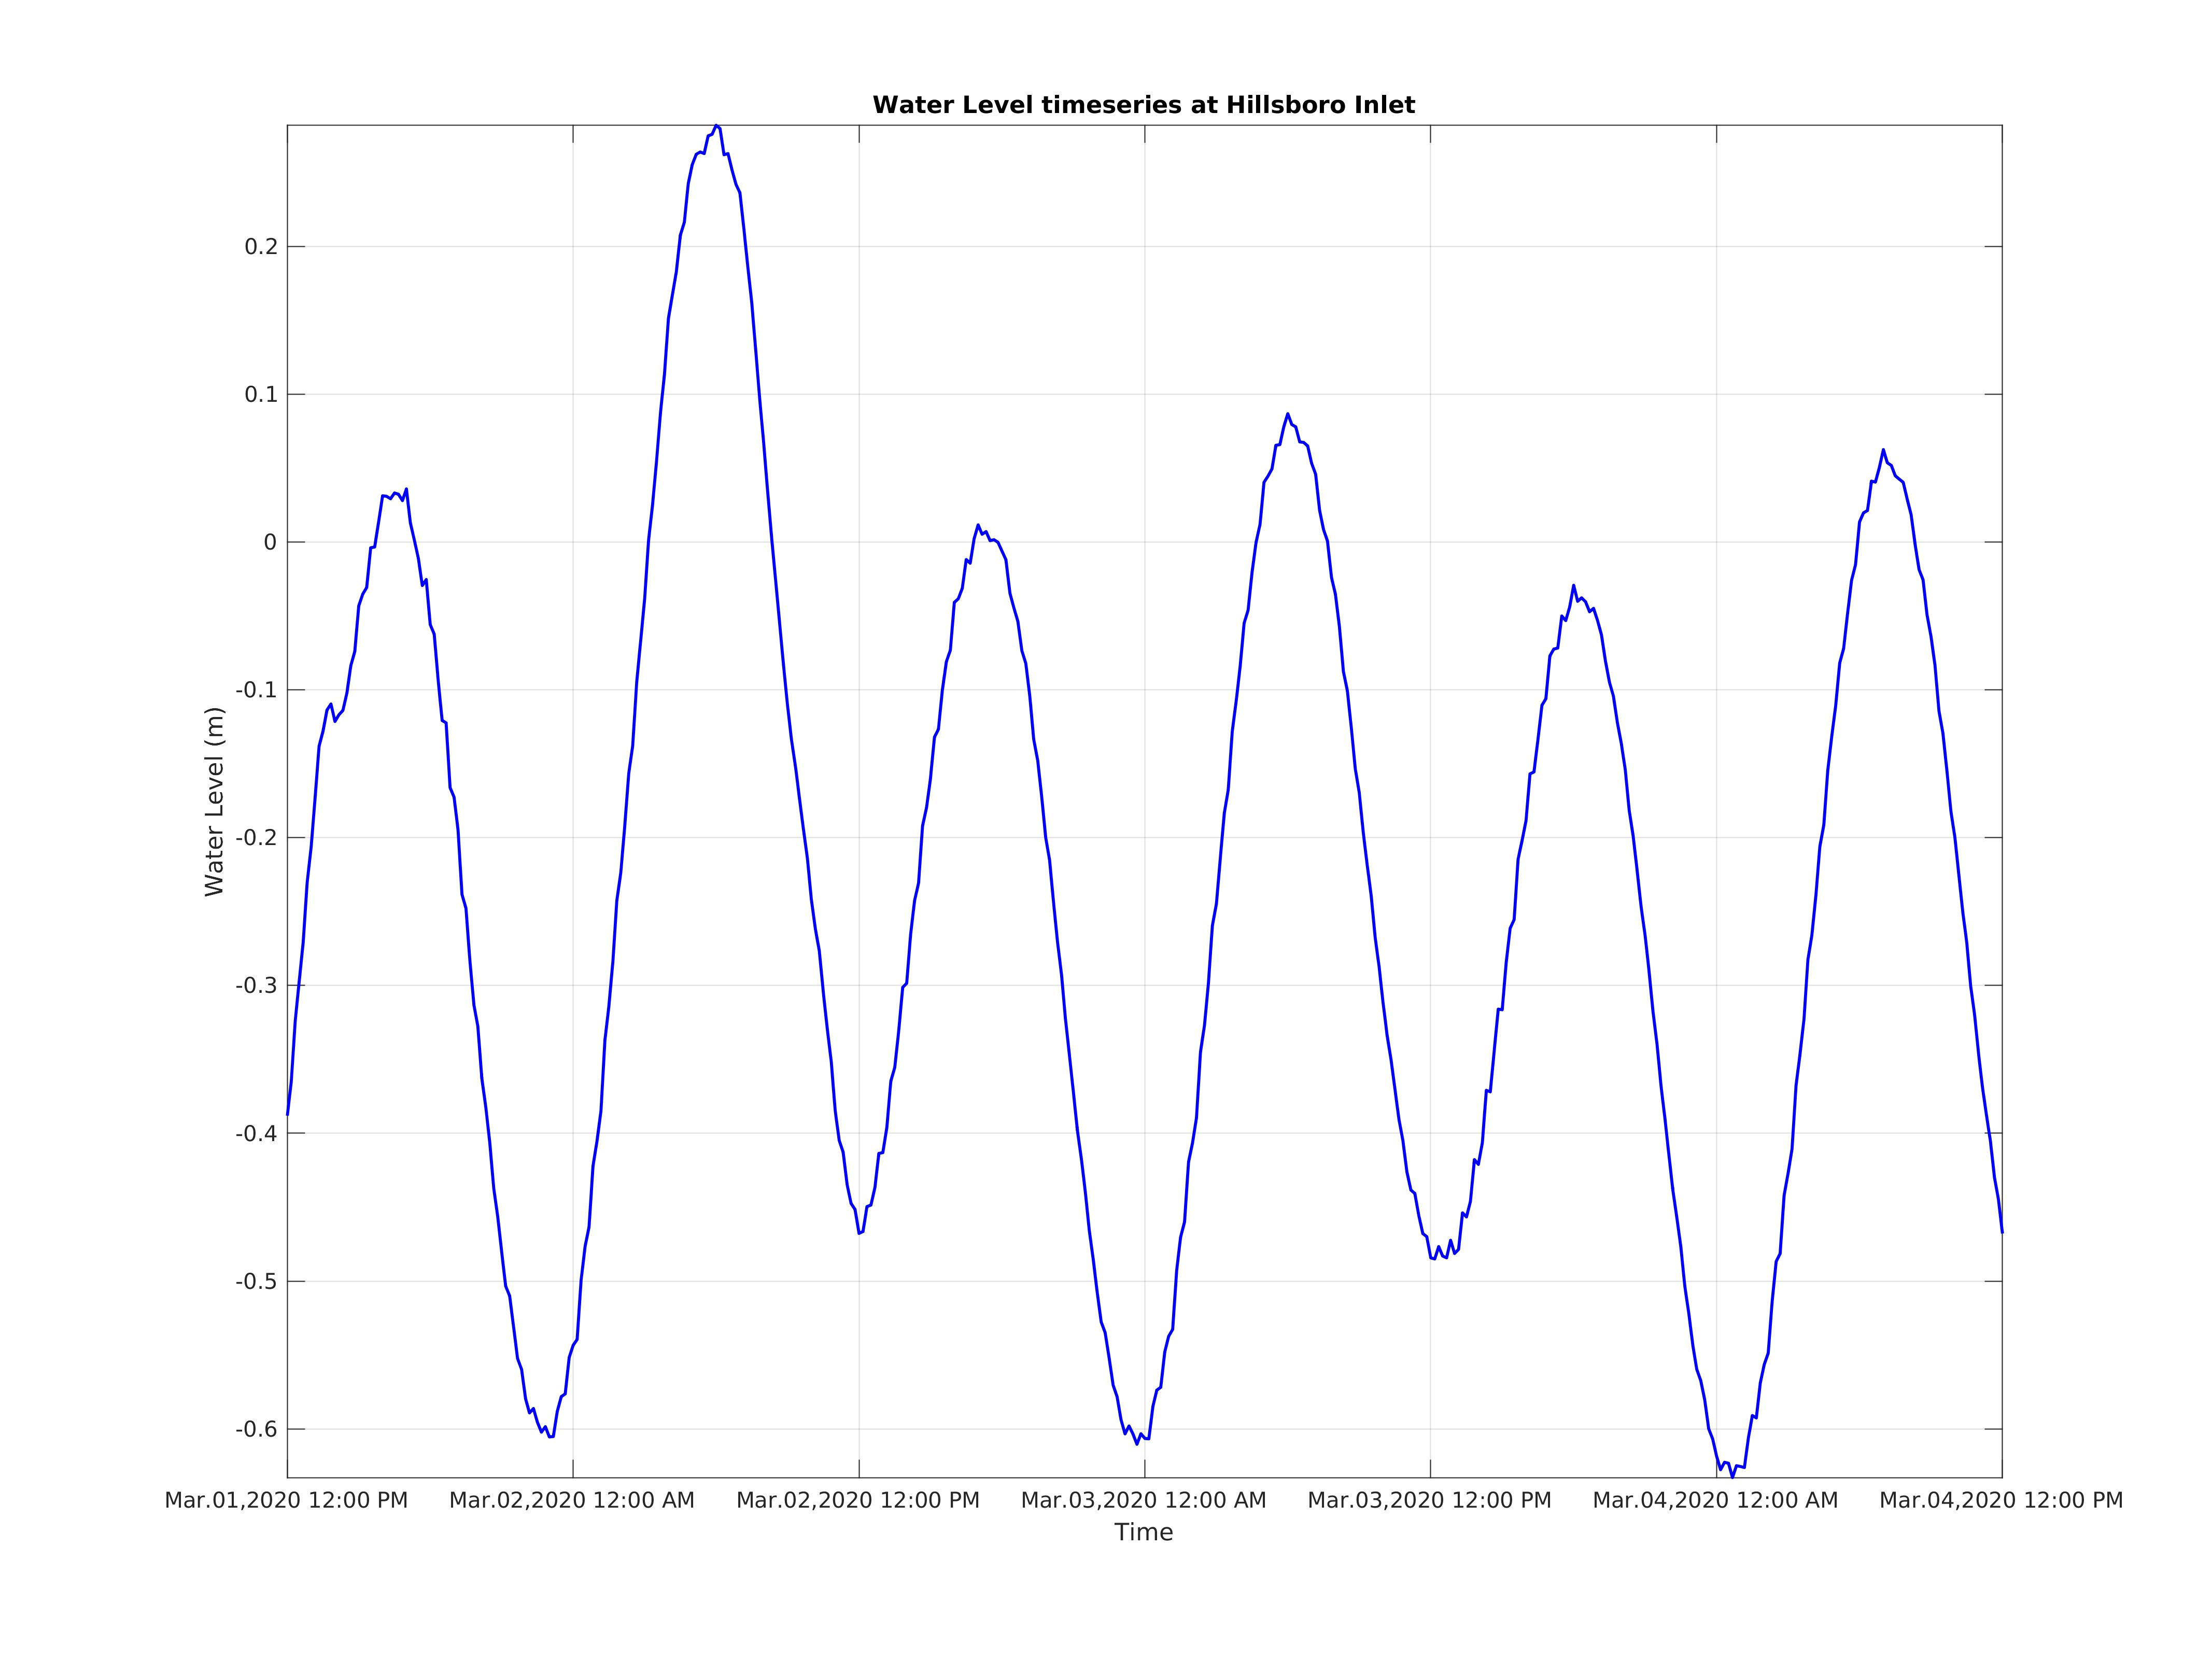 Water Level timeseries at Hillsboro Inlet
0.2
0.1
0
-0.1
-0.2
-0.3
-0.4
-0.5
-0.6
Water Level (m)
Mar.01,2020 12:00 PM
Mar.02,2020 12:00 AM
Mar.02,2020 12:00 PM
Mar.03,2020 12:00 AM
Mar.03,2020 12:00 PM
Mar.04,2020 12:00 AM
Mar.04,2020 12:00 PM
Time